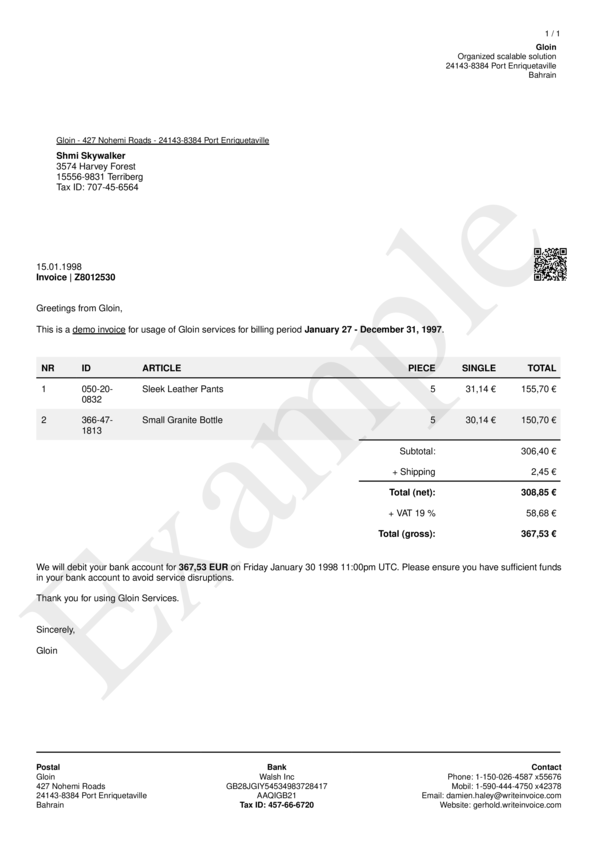 1 / 1
Gloin
Organized scalable solution
24143-8384 Port Enriquetaville
Bahrain
Gloin - 427 Nohemi Roads - 24143-8384 Port Enriquetaville
Shmi Skywalker
3574 Harvey Forest
15556-9831 Terriberg
Tax ID: 707-45-6564
15.01.1998
Invoice | Z8012530
Greetings from Gloin,
This is a demo invoice for usage of Gloin services for billing period January 27 - December 31, 1997.
NR ID ARTICLE PIECE SINGLE TOTAL
1 050-20- Sleek Leather Pants 5 31,14 € 155,70 €
0832
2 366-47- Small Granite Bottle 5 30,14 € 150,70 €
1813
Subtotal: 306,40 €
+ Shipping 2,45 €
Total (net): 308,85 €
+ VAT 19 % 58,68 €
Total (gross): 367,53 €
We will debit your bank account for 367,53 EUR on Friday January 30 1998 11:00pm UTC. Please ensure you have sufficient funds
in your bank account to avoid service disruptions.
Thank you for using Gloin Services.
Sincerely,
Gloin
Example
Postal Bank Contact
Gloin Walsh Inc Phone: 1-150-026-4587 x55676
427 Nohemi Roads GB28JGIY54534983728417 Mobil: 1-590-444-4750 x42378
24143-8384 Port Enriquetaville AAQIGB21 Email: damien.haley@writeinvoice.com
Bahrain Tax ID: 457-66-6720 Website: gerhold.writeinvoice.com